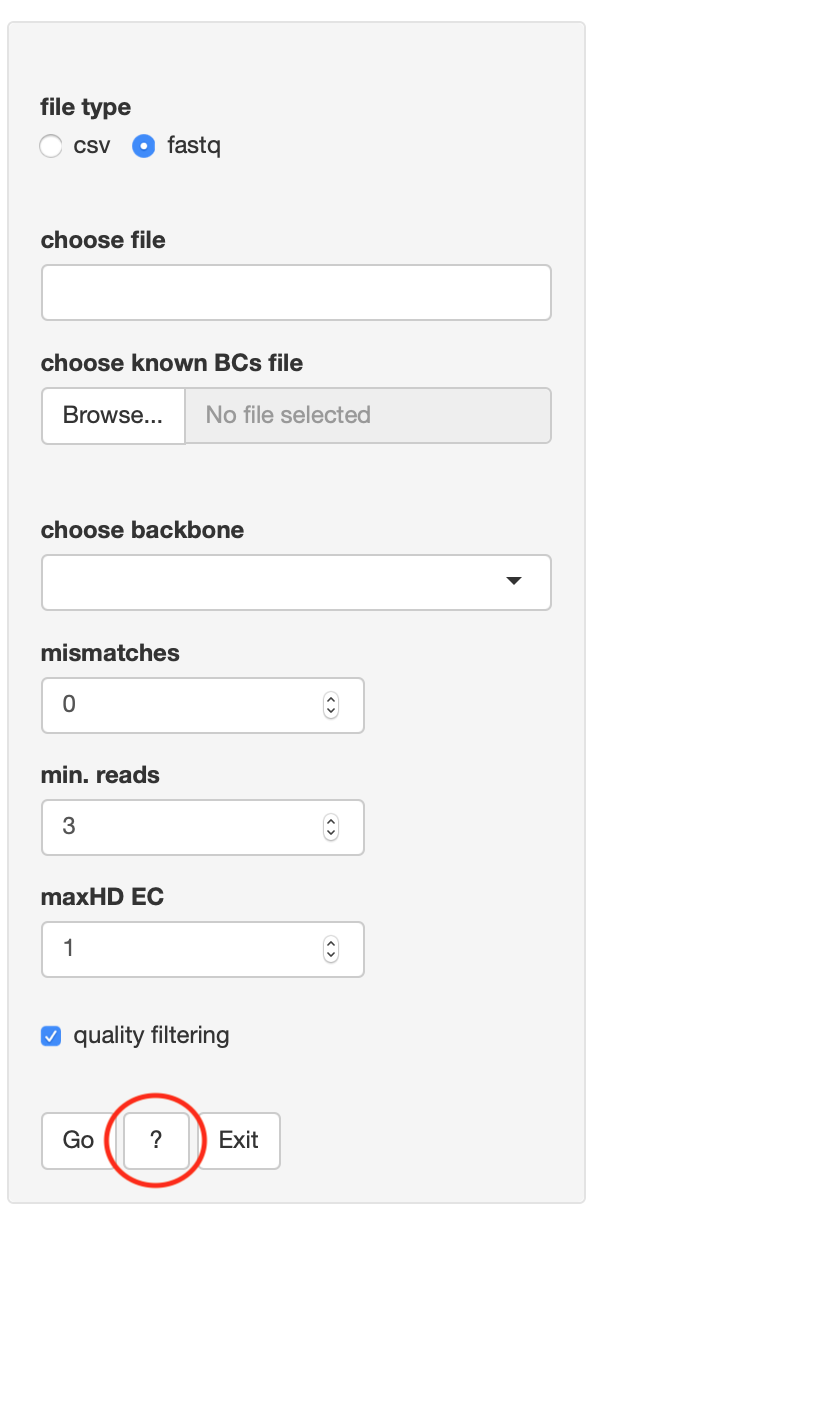 file type
csv fastq
choose file
choose known BCs file
Browse... No file selected
choose backbone
mismatches
0
min. reads
3
maxHD EC
1
quality filtering
Go ? Exit